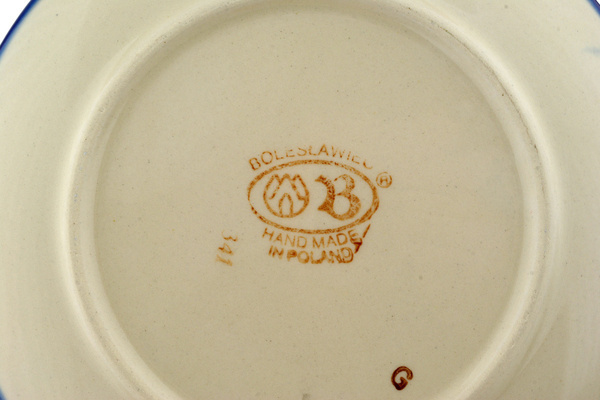 BOLESLAWIEC
B ®
HAND MADE
IN POLAND
341
G